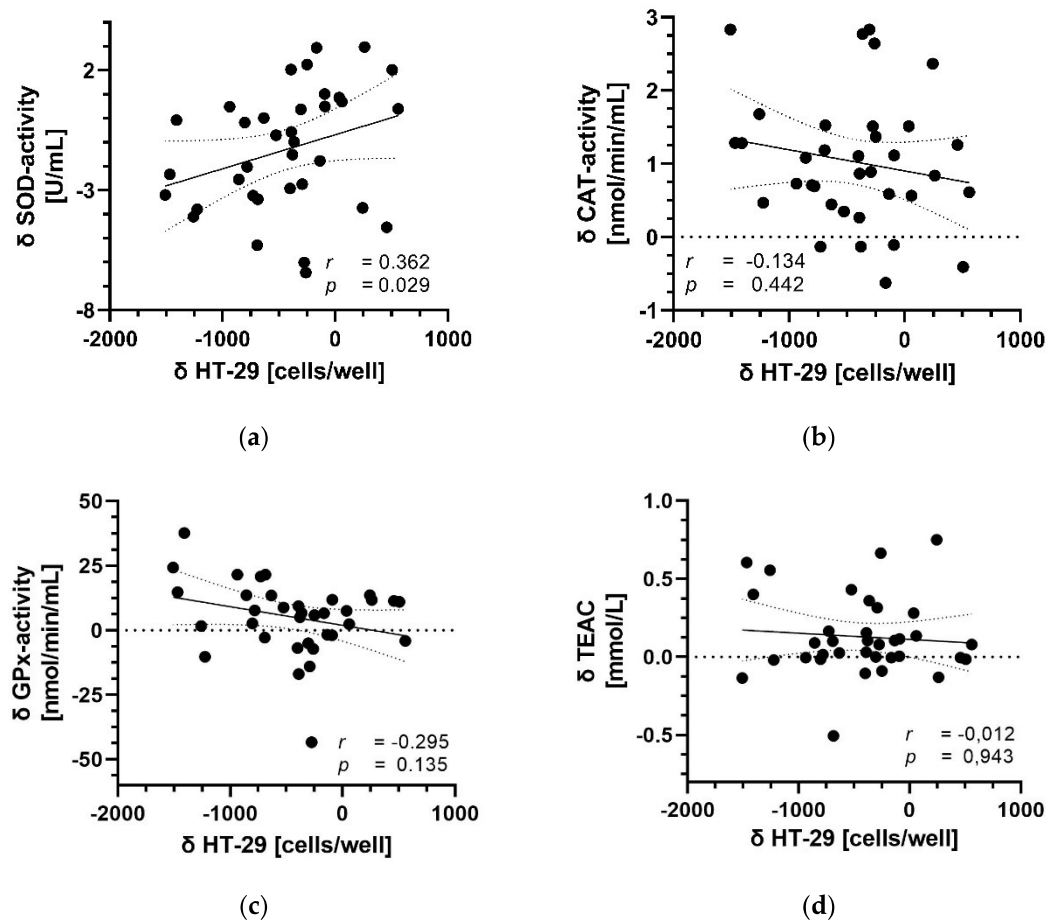 2
-3
-8
δ SOD-activity
[U/mL]
r = 0.362
p = 0.029
-2000 -1000 0 1000
δ HT-29 [cells/well]
(a)
3
2
1
0
-1
δ CAT-activity
[nmol/min/mL]
r = -0.134
p = 0.442
-2000 -1000 0 1000
δ HT-29 [cells/well]
(b)
50
25
0
-25
-50
δ GPx-activity
[nmol/min/mL]
r = -0.295
p = 0.135
-2000 -1000 0 1000
δ HT-29 [cells/well]
(c)
1.0
0.5
0.0
-0.5
δ TEAC
[mmol/L]
r = -0,012
p = 0,943
-2000 -1000 0 1000
δ HT-29 [cells/well]
(d)